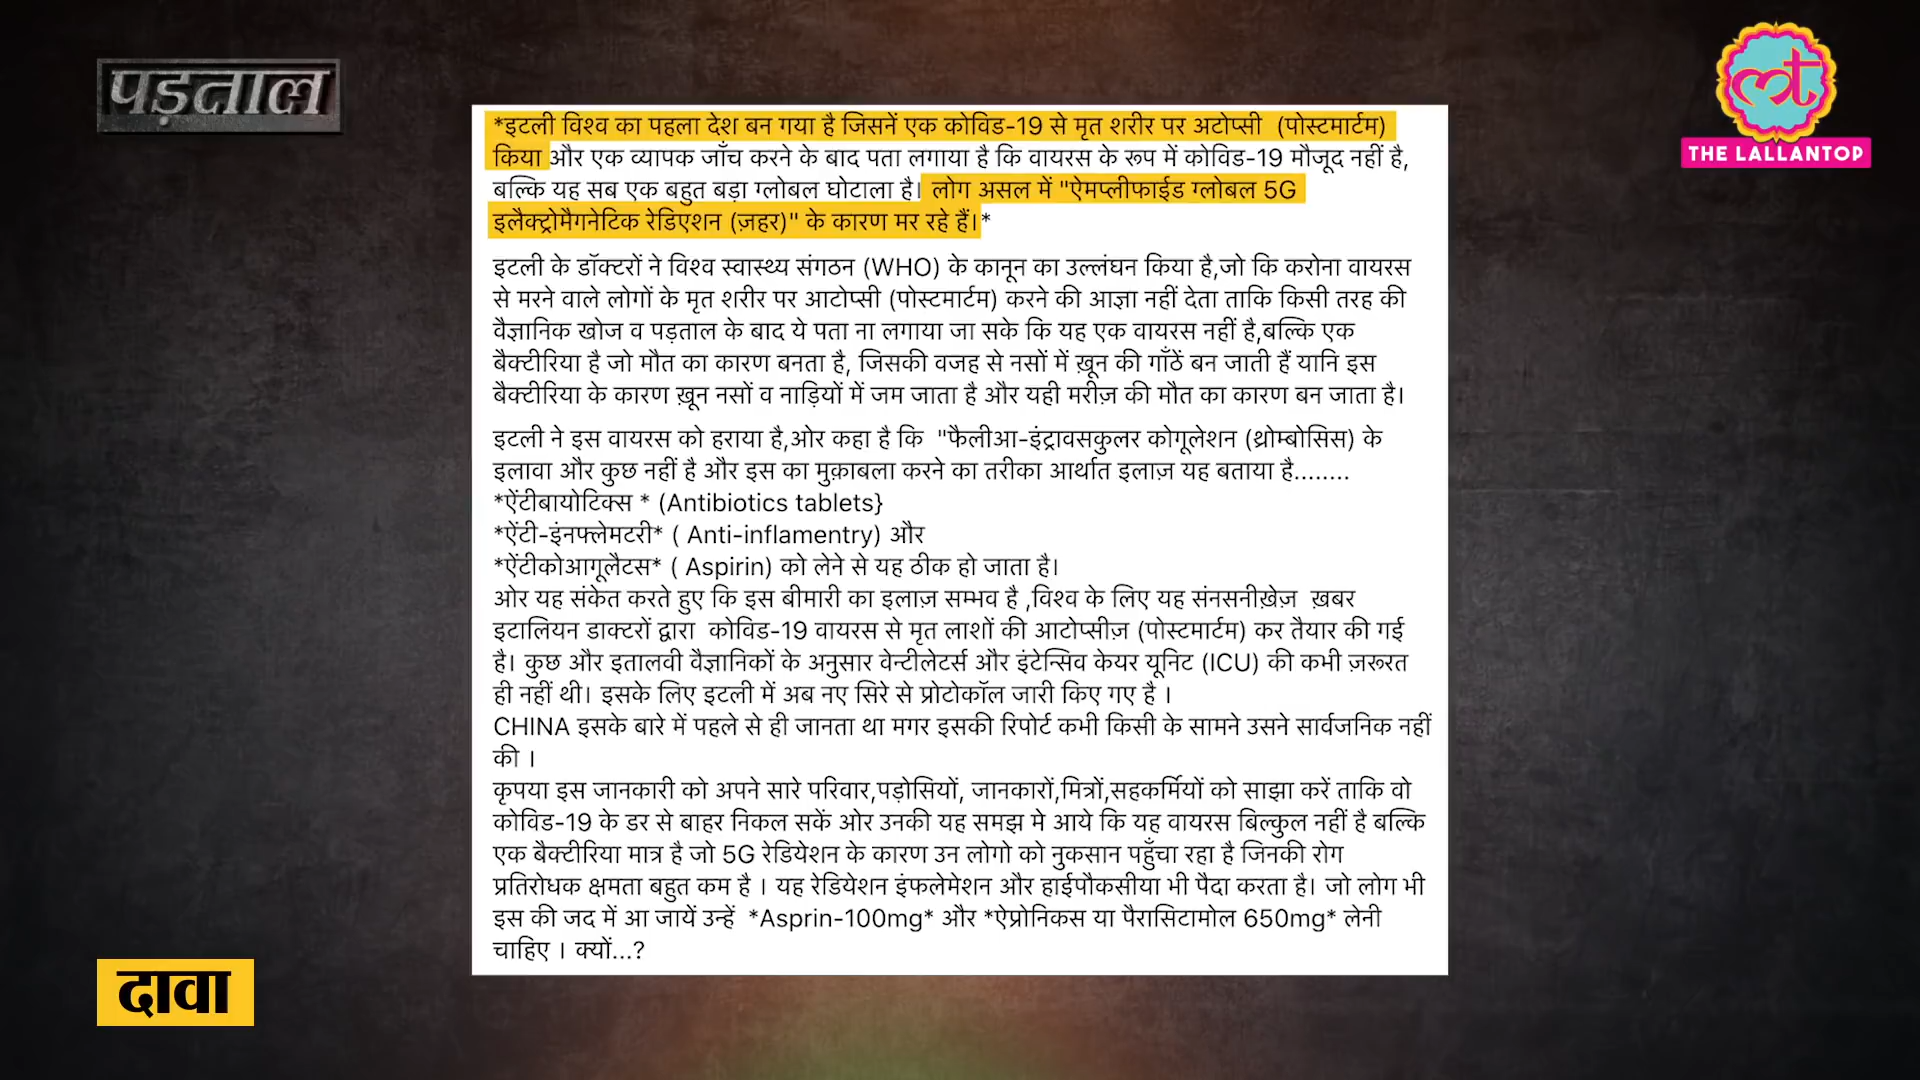 पड़ताल
THE LALLANTOP
*इटली विश्व का पहला देश बन गया है जिसनें एक कोविड-19 से मृत शरीर पर अटोप्सी (पोस्टमार्टम)
किया और एक व्यापक जाँच करने के बाद पता लगाया है कि वायरस के रूप में कोविड-19 मौजूद नहीं है,
बल्कि यह सब एक बहुत बड़ा ग्लोबल घोटाला है। लोग असल में "ऐमप्लीफाईड ग्लोबल 5G
इलैक्ट्रोमैगनेटिक रेडिएशन (ज़हर)" के कारण मर रहे हैं।*
इटली के डॉक्टरों ने विश्व स्वास्थ्य संगठन (WHO) के कानून का उल्लंघन किया है,जो कि करोना वायरस
से मरने वाले लोगों के मृत शरीर पर आटोप्सी (पोस्टमार्टम) करने की आज्ञा नहीं देता ताकि किसी तरह की
वैज्ञानिक खोज व पड़ताल के बाद ये पता ना लगाया जा सके कि यह एक वायरस नहीं है,बल्कि एक
बैक्टीरिया है जो मौत का कारण बनता है, जिसकी वजह से नसों में ख़ून की गाँठें बन जाती हैं यानि इस
बैक्टीरिया के कारण ख़ून नसों व नाड़ियों में जम जाता है और यही मरीज़ की मौत का कारण बन जाता है।
इटली ने इस वायरस को हराया है,ओर कहा है कि "फैलीआ-इंट्रावसकुलर कोगूलेशन (थ्रोम्बोसिस) के
इलावा और कुछ नहीं है और इस का मुक़ाबला करने का तरीका आर्थात इलाज़ यह बताया है........
*ऐंटीबायोटिक्स * (Antibiotics tablets}
*ऐंटी-इंनफ्लेमटरी* ( Anti-inflamentry) और
*ऐंटीकोआगूलैटस* ( Aspirin) को लेने से यह ठीक हो जाता है।
ओर यह संकेत करते हुए कि इस बीमारी का इलाज़ सम्भव है ,विश्व के लिए यह संनसनीख़ेज़ ख़बर
इटालियन डाक्टरों द्वारा कोविड-19 वायरस से मृत लाशों की आटोप्सीज़ (पोस्टमार्टम) कर तैयार की गई
है। कुछ और इतालवी वैज्ञानिकों के अनुसार वेन्टीलेटर्स और इंटेन्सिव केयर यूनिट (ICU) की कभी ज़रूरत
ही नहीं थी। इसके लिए इटली में अब नए सिरे से प्रोटोकॉल जारी किए गए है ।
CHINA इसके बारे में पहले से ही जानता था मगर इसकी रिपोर्ट कभी किसी के सामने उसने सार्वजनिक नहीं
की ।
कृपया इस जानकारी को अपने सारे परिवार,पड़ोसियों, जानकारों,मित्रों,सहकर्मियों को साझा करें ताकि वो
कोविड-19 के डर से बाहर निकल सकें ओर उनकी यह समझ मे आये कि यह वायरस बिल्कुल नहीं है बल्कि
एक बैक्टीरिया मात्र है जो 5G रेडियेशन के कारण उन लोगो को नुकसान पहुँचा रहा है जिनकी रोग
प्रतिरोधक क्षमता बहुत कम है । यह रेडियेशन इंफलेमेशन और हाईपौकसीया भी पैदा करता है। जो लोग भी
इस की जद में आ जायें उन्हें *Asprin-100mg* और *ऐप्रोनिकस या पैरासिटामोल 650mg* लेनी
चाहिए । क्यों...?
दावा